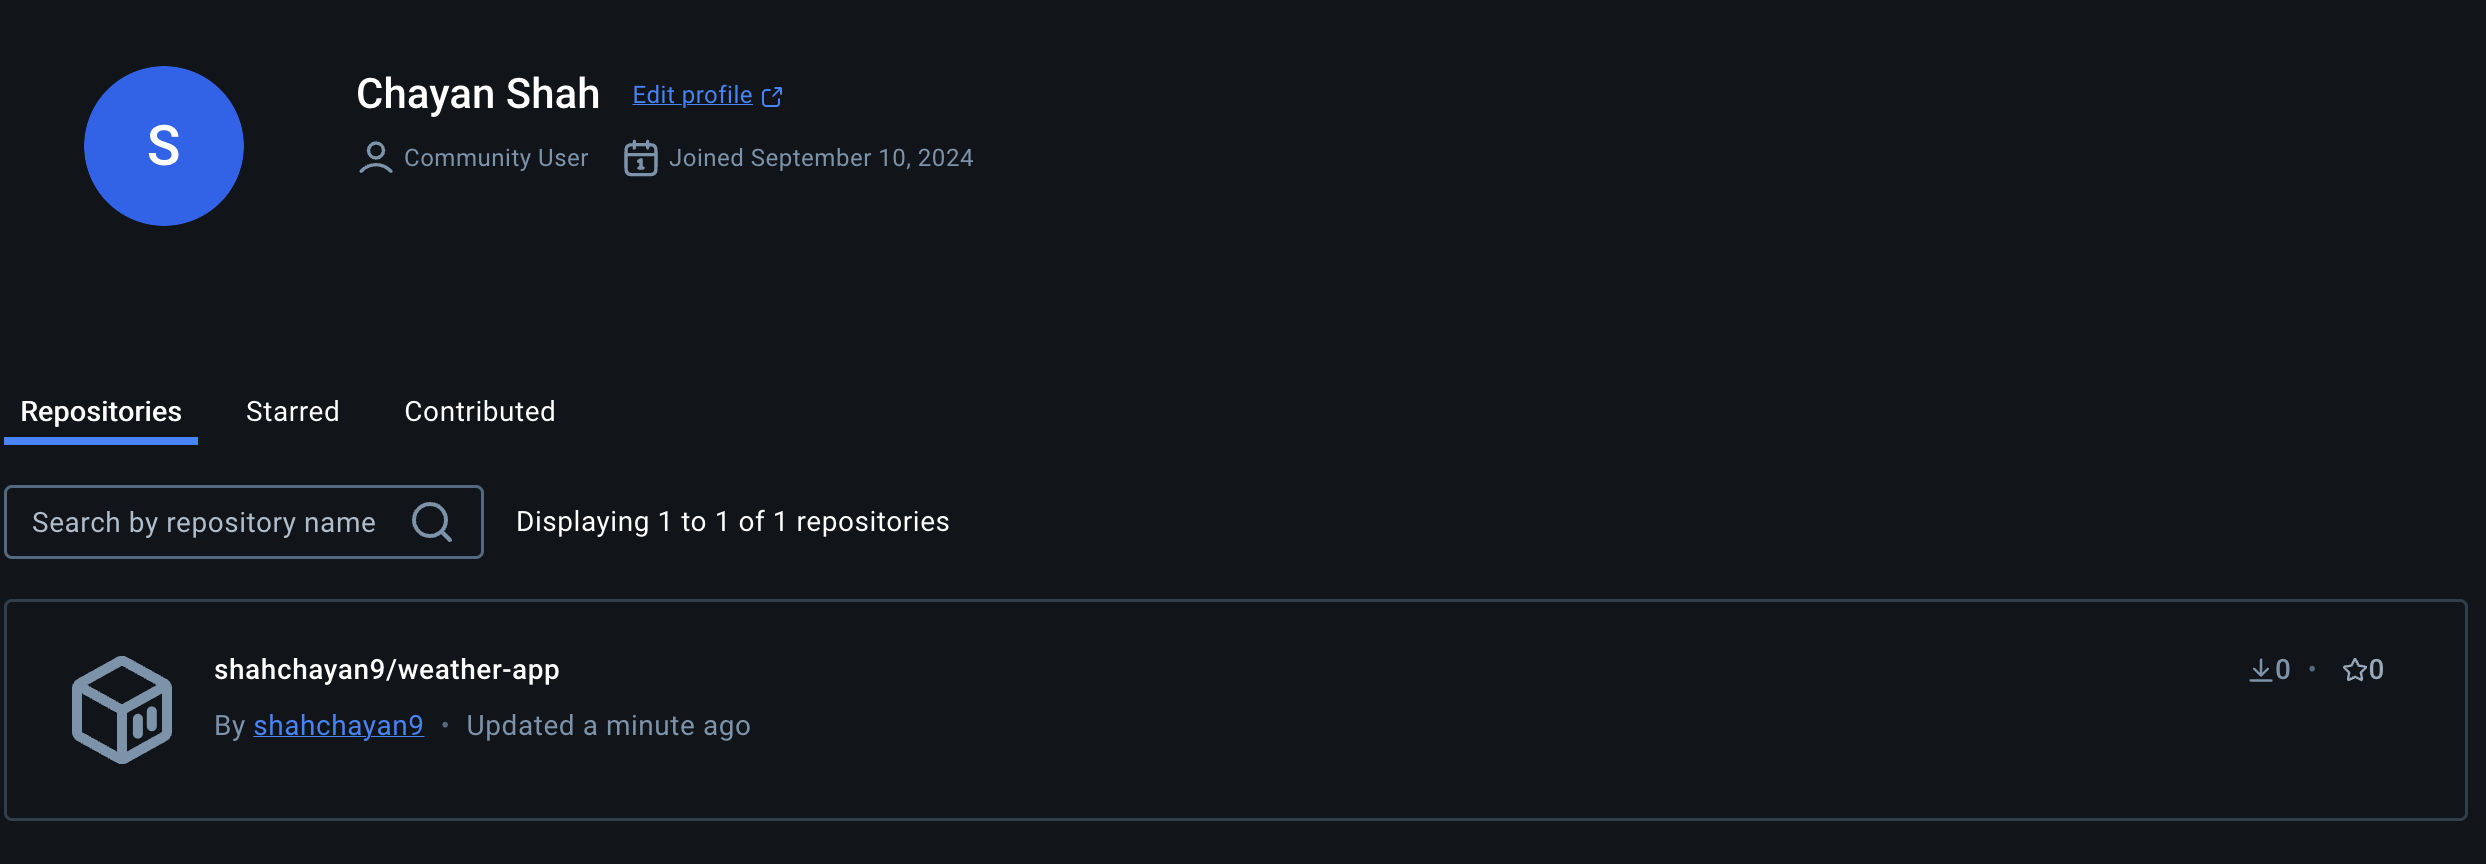 S
Chayan Shah Edit profile
Community User 1 Joined September 10, 2024
Repositories Starred Contributed
Search by repository name Displaying 1 to 1 of 1 repositories
shahchayan9/weather-app 0 • 0
By shahchayan9 • Updated a minute ago